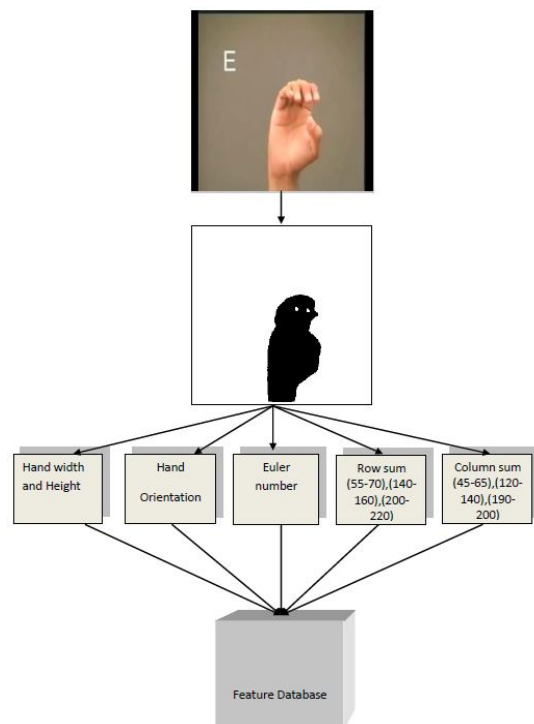 E
Hand width
and Height
Hand
Orientation
Euler
number
Row sum
(55-70),(140-
160),(200-
220)
Column sum
(45-65),(120-
140),(190-
200)
Feature Database